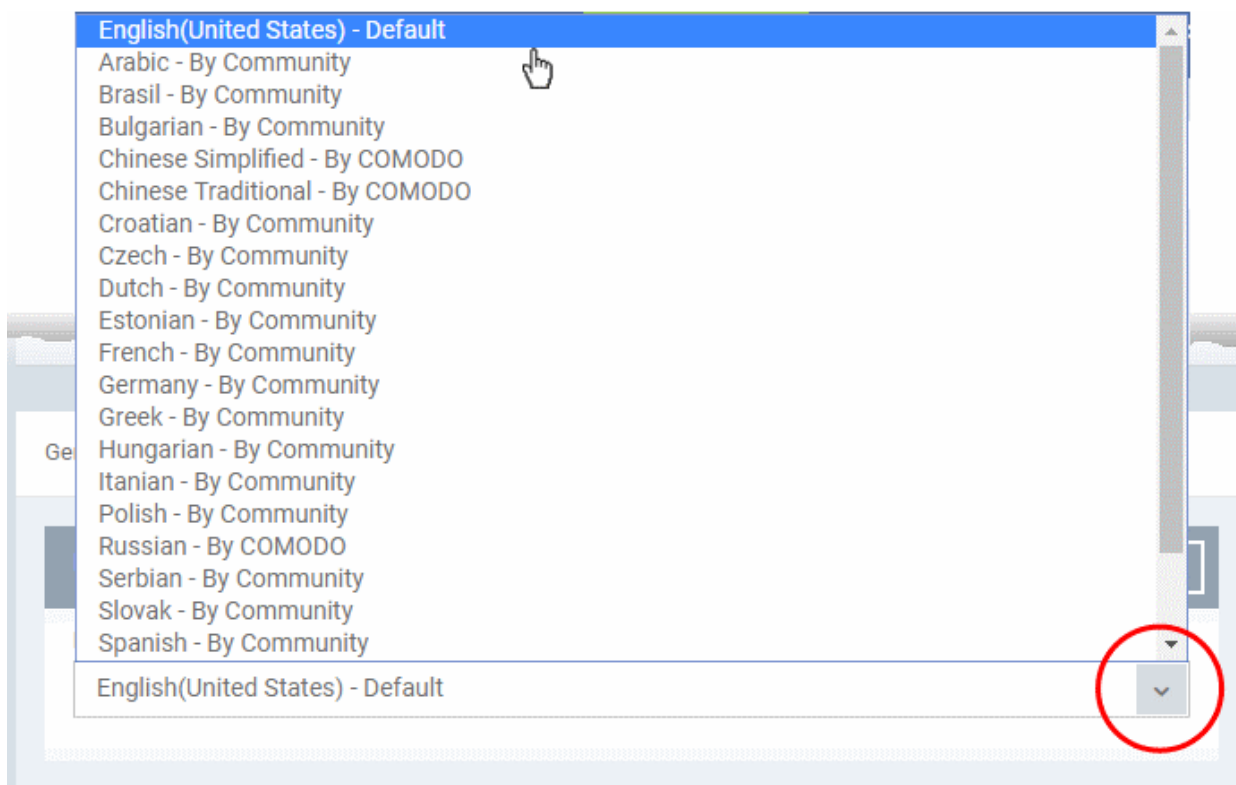 English(United States) - Default
Arabic - By Community
Brasil - By Community
Bulgarian - By Community
Chinese Simplified - By COMODO
Chinese Traditional - By COMODO
Croatian - By Community
Czech - By Community
Dutch - By Community
Estonian - By Community
French - By Community
Germany - By Community
Greek - By Community
Hungarian - By Community
Itanian - By Community
Polish - By Community
Russian - By COMODO
Serbian - By Community
Slovak - By Community
Spanish - By Community
English(United States) - Default